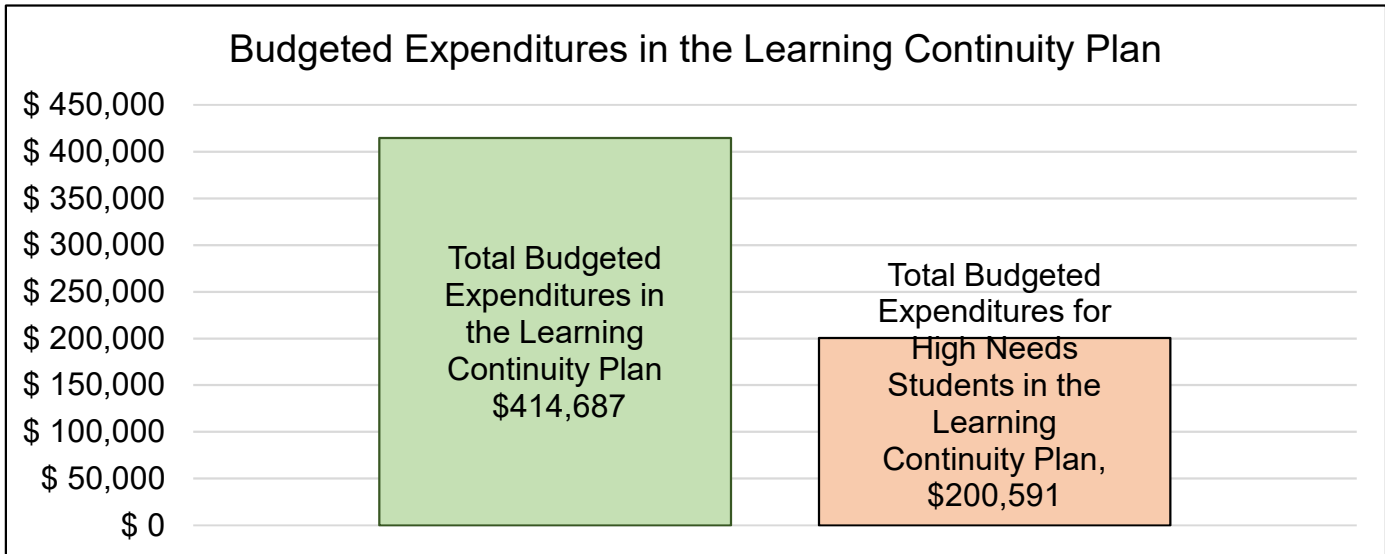 Budgeted Expenditures in the Learning Continuity Plan
$ 450,000
$ 400,000
$ 350,000
$ 300,000
$ 250,000
$ 200,000
$ 150,000
$ 100,000
$ 50,000
$ 0
Total Budgeted
Expenditures in
the Learning
Continuity Plan
$414,687
Total Budgeted
Expenditures for
High Needs
Students in the
Learning
Continuity Plan,
$200,591